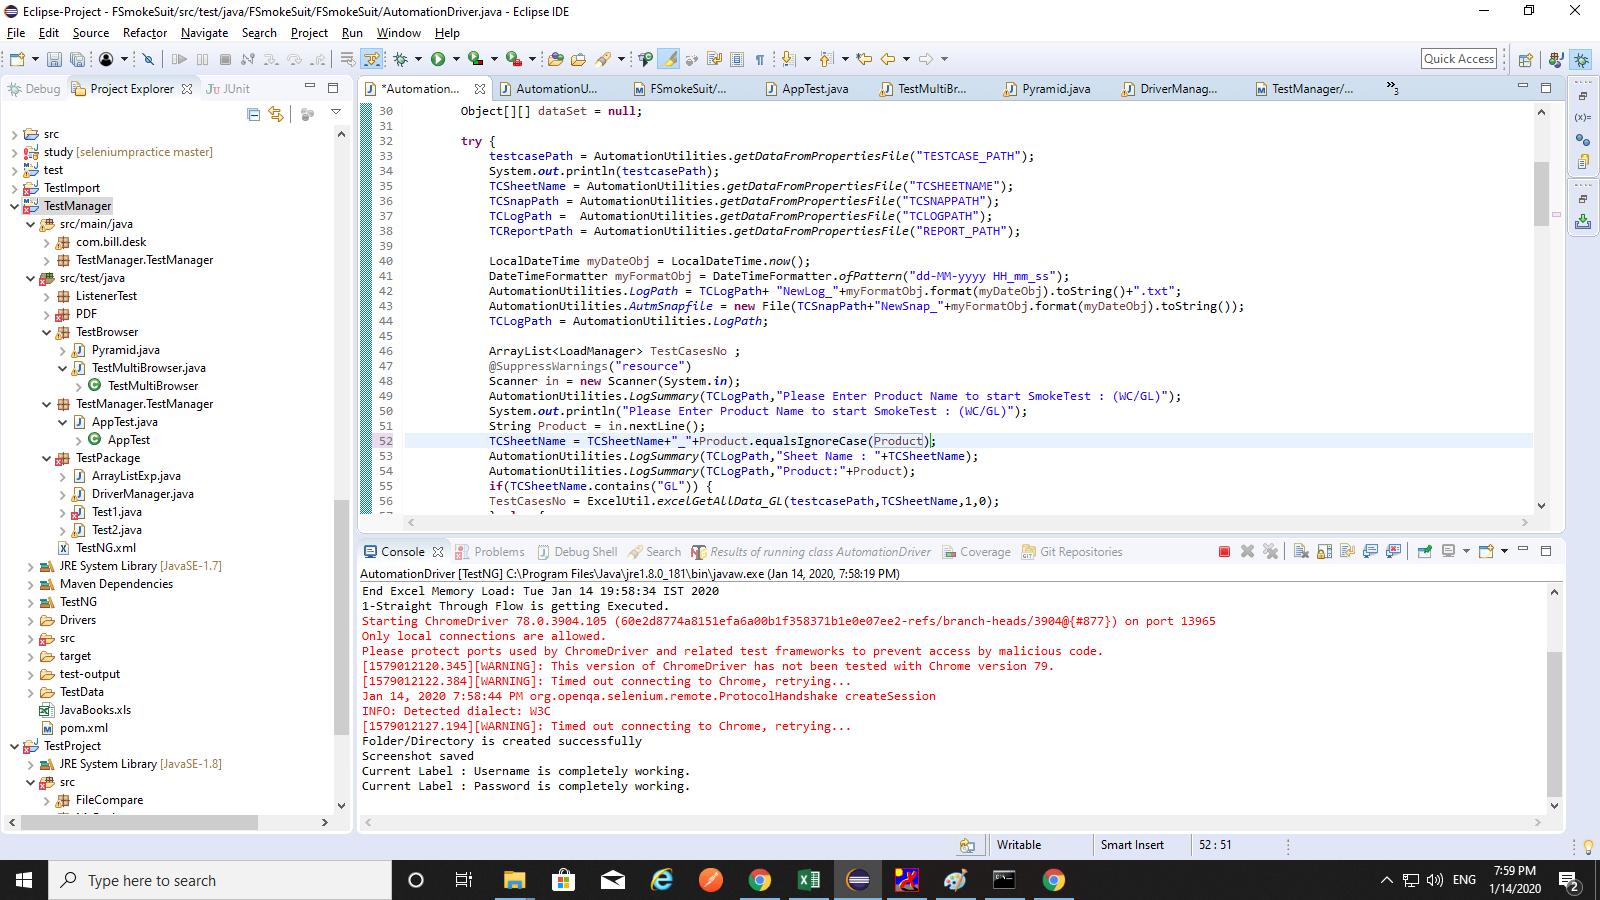 Eclipse-Project - FSmokeSuit/src/test/java/FSmokeSuit/FSmokeSuit/AutomationDriver.java - Eclipse IDE
File Edit Source Refactor Navigate Search Project Run Window Help
Quick Access
Debug Project Explorer JUnit
*Automation... AutomationU... FSmokeSuit/... AppTest.java TestMultiBr... Pyramid.java DriverManag... TestManager/... »3
src
study [seleniumpractice master]
test
TestImport
TestManager
src/main/java
com.bill.desk
TestManager.TestManager
src/test/java
ListenerTest
PDF
TestBrowser
Pyramid.java
TestMultiBrowser.java
TestMultiBrowser
TestManager.TestManager
AppTest.java
AppTest
TestPackage
ArrayListExp.java
DriverManager.java
Test1.java
Test2.java
TestNG.xml
JRE System Library [JavaSE-1.7]
Maven Dependencies
TestNG
Drivers
src
target
test-output
TestData
JavaBooks.xls
pom.xml
TestProject
JRE System Library [JavaSE-1.8]
src
FileCompare
30 Object[][] dataSet = null;
31
32 try {
33 testcasePath = AutomationUtilities.getDataFromPropertiesFile("TESTCASE_PATH");
34 System.out.println(testcasePath);
35 TCSheetName = AutomationUtilities.getDataFromPropertiesFile("TCSHEETNAME");
36 TCSnapPath = AutomationUtilities.getDataFromPropertiesFile("TCSNAPPATH");
37 TCLogPath = AutomationUtilities.getDataFromPropertiesFile("TCLOGPATH");
38 TCReportPath = AutomationUtilities.getDataFromPropertiesFile("REPORT_PATH");
39
40 LocalDateTime myDateObj = LocalDateTime.now();
41 DateTimeFormatter myFormatObj = DateTimeFormatter.ofPattern("dd-MM-yyyy HH_mm_ss");
42 AutomationUtilities.LogPath = TCLogPath+ "NewLog_"+myFormatObj.format(myDateObj).toString()+".txt";
43 AutomationUtilities.AutmSnapfile = new File(TCSnapPath+"NewSnap_"+myFormatObj.format(myDateObj).toString());
44 TCLogPath = AutomationUtilities.LogPath;
45
46 ArrayList<LoadManager> TestCasesNo ;
47 @SuppressWarnings("resource")
48 Scanner in = new Scanner(System.in);
49 AutomationUtilities.LogSummary(TCLogPath,"Please Enter Product Name to start SmokeTest : (WC/GL)");
50 System.out.println("Please Enter Product Name to start SmokeTest : (WC/GL)");
51 String Product = in.nextLine();
52 TCSheetName = TCSheetName+"_"+Product.equalsIgnoreCase(Product);
53 AutomationUtilities.LogSummary(TCLogPath,"Sheet Name : "+TCSheetName);
54 AutomationUtilities.LogSummary(TCLogPath,"Product:"+Product);
55 if(TCSheetName.contains("GL")) {
56 TestCasesNo = ExcelUtil.excelGetAllData_GL(testcasePath,TCSheetName,1,0);
Console Problems Debug Shell Search Results of running class AutomationDriver Coverage Git Repositories
AutomationDriver [TestNG] C:\Program Files\Java\jre1.8.0_181\bin\javaw.exe (Jan 14, 2020, 7:58:19 PM)
End Excel Memory Load: Tue Jan 14 19:58:34 IST 2020
1-Straight Through Flow is getting Executed.
Starting ChromeDriver 78.0.3904.105 (60e2d8774a8151efa6a00b1f358371b1e0e07ee2-refs/branch-heads/3904@{#877}) on port 13965
Only local connections are allowed.
Please protect ports used by ChromeDriver and related test frameworks to prevent access by malicious code.
[1579012120.345][WARNING]: This version of ChromeDriver has not been tested with Chrome version 79.
[1579012122.384][WARNING]: Timed out connecting to Chrome, retrying...
Jan 14, 2020 7:58:44 PM org.openqa.selenium.remote.ProtocolHandshake createSession
INFO: Detected dialect: W3C
[1579012127.194][WARNING]: Timed out connecting to Chrome, retrying...
Folder/Directory is created successfully
Screenshot saved
Current Label : Username is completely working.
Current Label : Password is completely working.
Writable Smart Insert 52 : 51
Type here to search
ENG
7:59 PM
1/14/2020
2